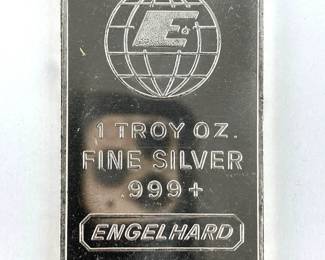 E
1 TROY OZ.
FINE SILVER
.999+
ENGELHARD